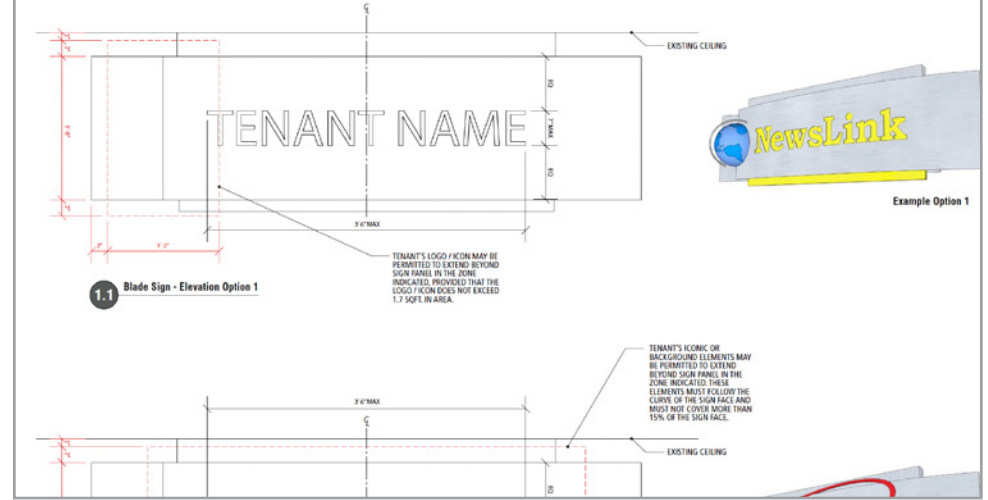 EXISTING CEILING
EQ
TENANT NAME
7" MAX
EQ
NewsLink
Example Option 1
3'6" MAX
TENANT'S LOGO / ICON MAY BE
PERMITTED TO EXTEND BEYOND
SIGN PANEL IN THE ZONE
INDICATED, PROVIDED THAT THE
LOGO / ICON DOES NOT EXCEED
1.7 SQFT. IN AREA.
1.1 Blade Sign - Elevation Option 1
TENANT'S ICONIC OR
BACKGROUND ELEMENTS MAY
BE PERMITTED TO EXTEND
BEYOND SIGN PANEL IN THE
ZONE INDICATED. THESE
ELEMENTS MUST FOLLOW THE
CURVE OF THE SIGN FACE AND
MUST NOT COVER MORE THAN
15% OF THE SIGN FACE.
3'6" MAX
EXISTING CEILING
EQ